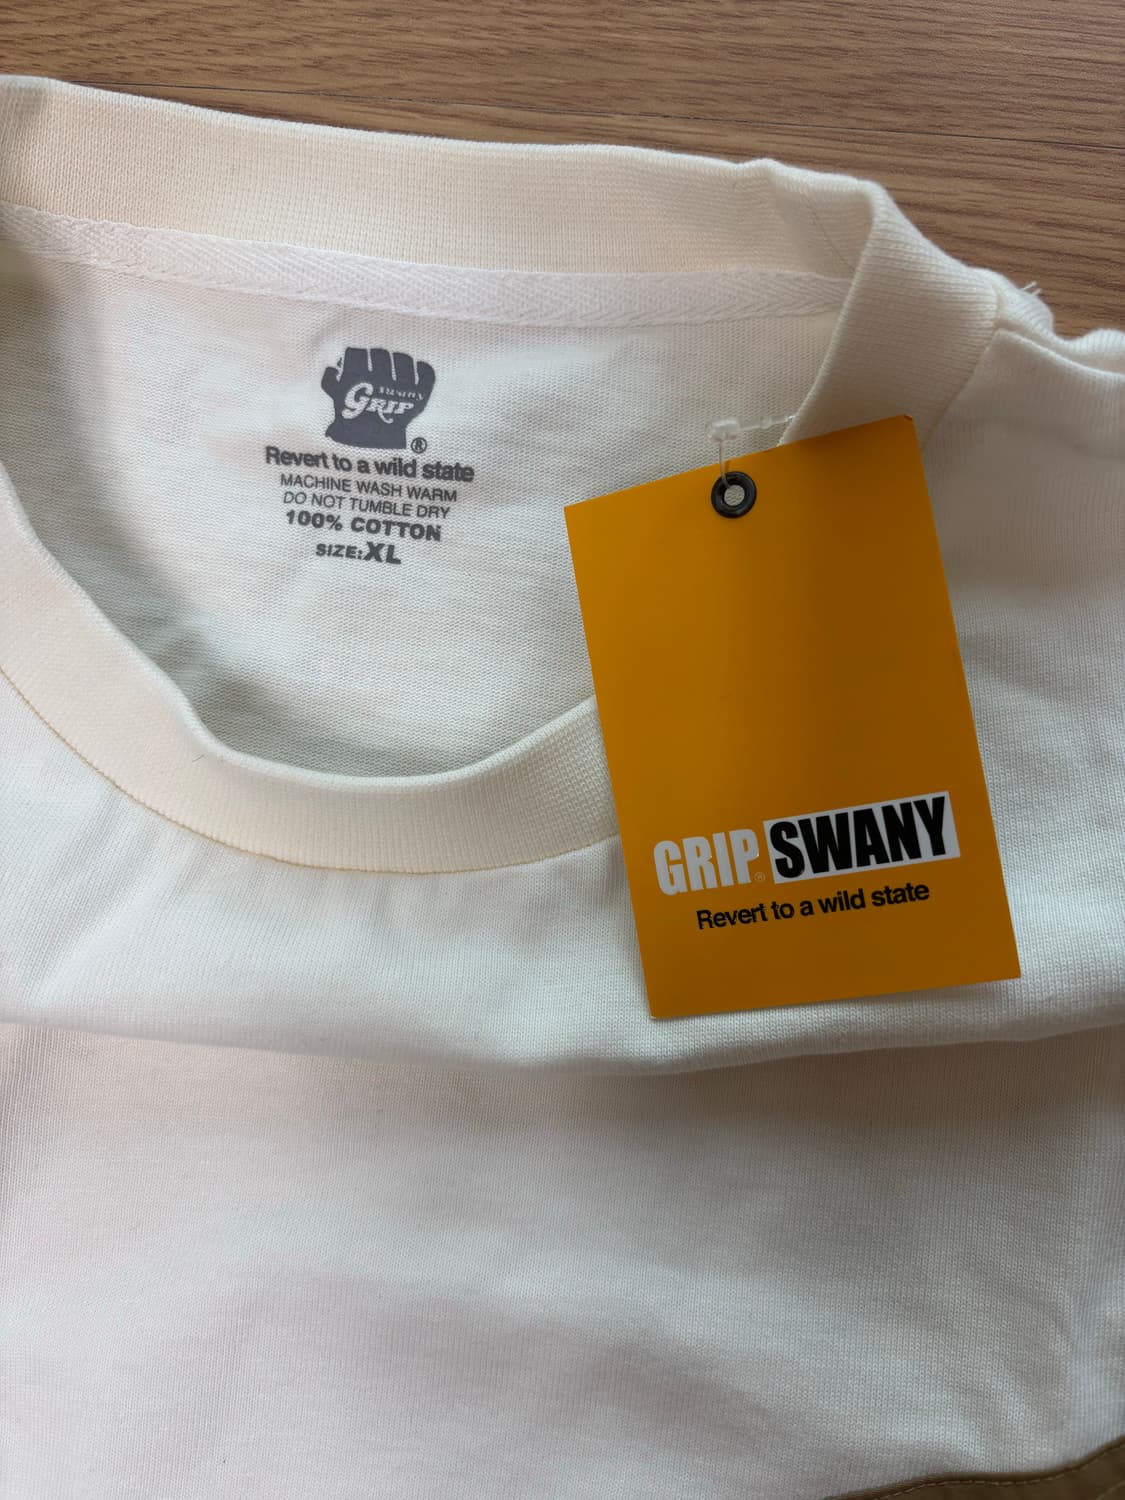 GRIP
®
Revert to a wild state
MACHINE WASH WARM
DO NOT TUMBLE DRY
100% COTTON
SIZE:XL
GRIP® SWANY
Revert to a wild state